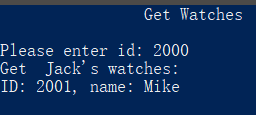 Get Watches
Please enter id: 2000
Get  Jack's watches:
ID: 2001, name: Mike